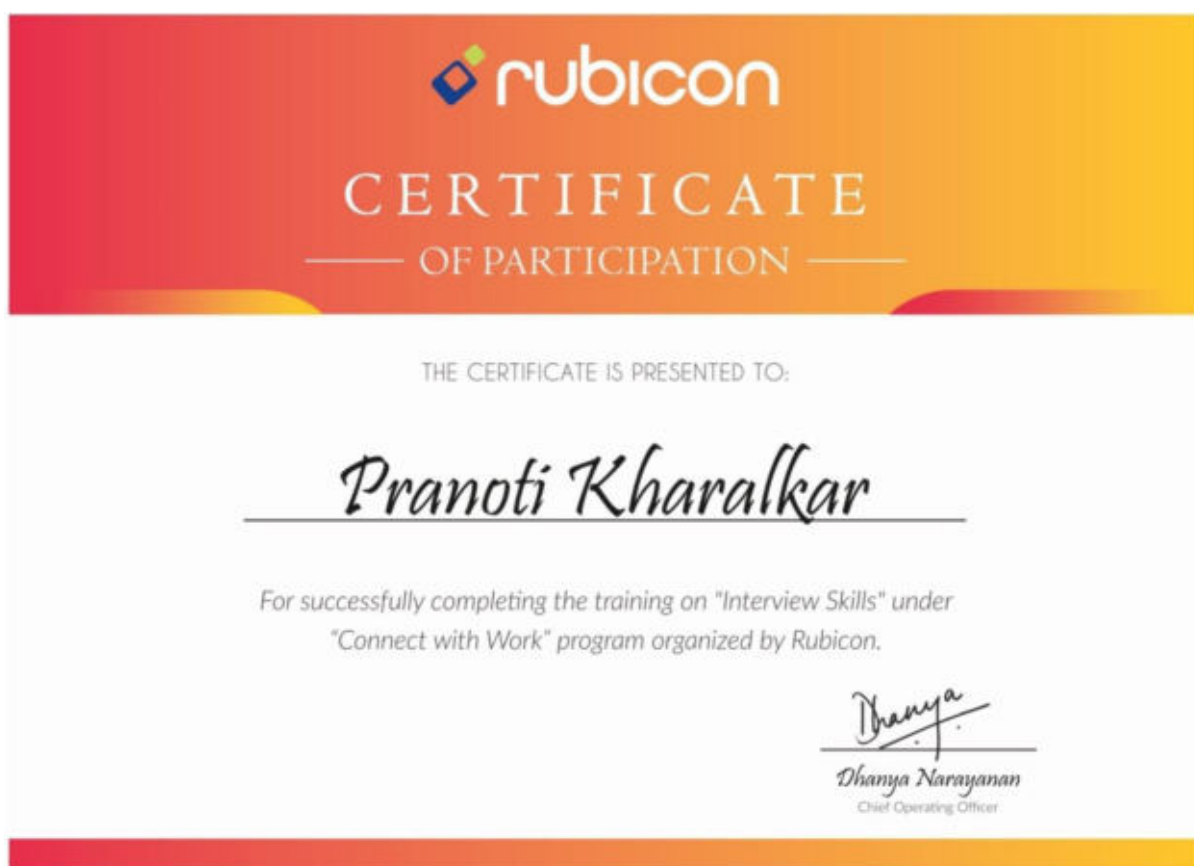 rubicon
CERTIFICATE
OF PARTICIPATION
THE CERTIFICATE IS PRESENTED TO:
Pranoti Kharalkar
For successfully completing the training on "Interview Skills" under
"Connect with Work" program organized by Rubicon.
Dhanya
Dhanya Narayanan
Chief Operating Officer